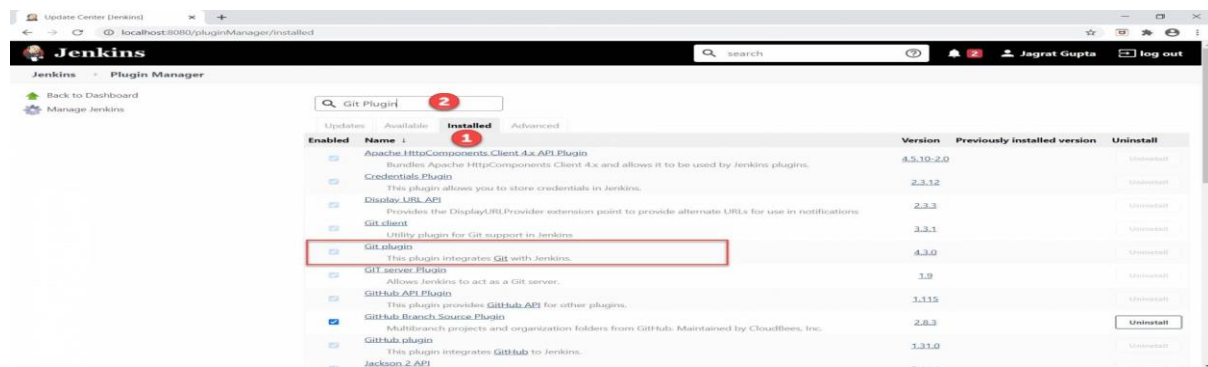 Update Center [Jenkins]
localhost:8080/pluginManager/installed
Jenkins
search
2
Jagrat Gupta
log out
Jenkins
Plugin Manager
Back to Dashboard
Manage Jenkins
Git Plugin
2
Updates Available Installed Advanced
1
Enabled Name ↓ Version Previously installed version Uninstall
Apache HttpComponents Client 4.x API Plugin
Bundles Apache HttpComponents Client 4.x and allows it to be used by Jenkins plugins.
4.5.10-2.0
Uninstall
Credentials Plugin
This plugin allows you to store credentials in Jenkins.
2.3.12
Uninstall
Display URL API
Provides the DisplayURLProvider extension point to provide alternate URLs for use in notifications
2.3.3
Uninstall
Git client
Utility plugin for Git support in Jenkins
3.3.1
Uninstall
Git plugin
This plugin integrates Git with Jenkins.
4.3.0
Uninstall
GIT server Plugin
Allows Jenkins to act as a Git server.
1.9
Uninstall
GitHub API Plugin
This plugin provides GitHub API for other plugins.
1.115
Uninstall
GitHub Branch Source Plugin
Multibranch projects and organization folders from GitHub. Maintained by CloudBees, Inc.
2.8.3
Uninstall
GitHub plugin
This plugin integrates GitHub to Jenkins.
1.31.0
Uninstall
Jackson 2 API